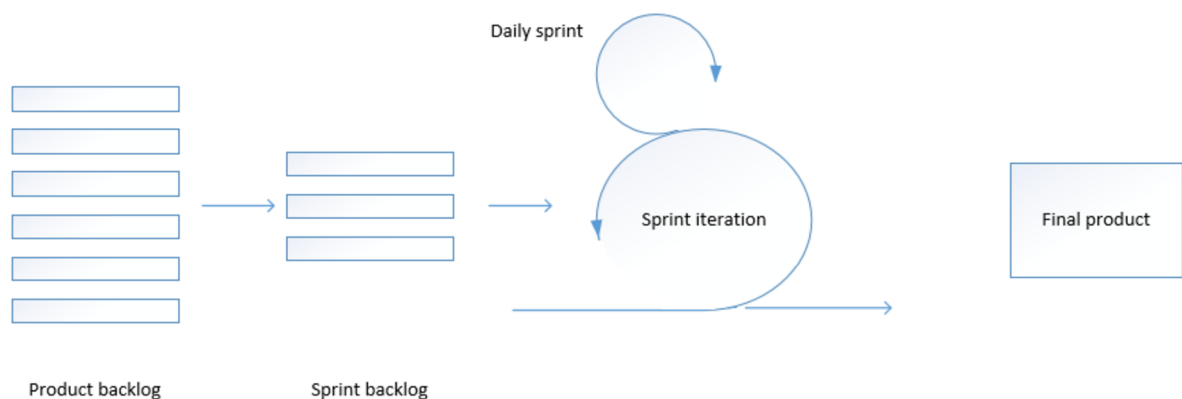 Daily sprint
Sprint iteration
Final product
Product backlog
Sprint backlog